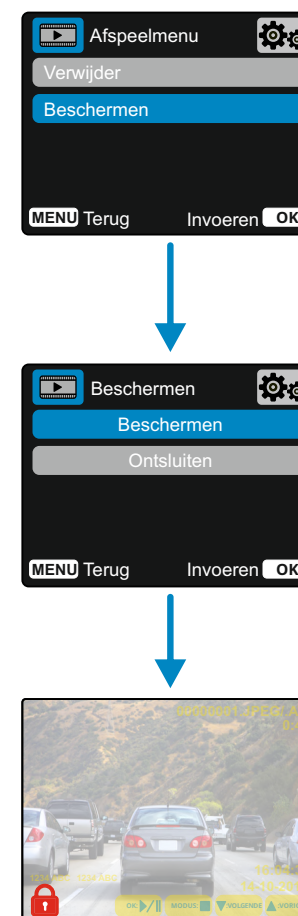 Afspeelmenu
Verwijder
Beschermen
MENU Terug Invoeren OK
Beschermen
Beschermen
Ontsluiten
MENU Terug Invoeren OK
OK: MODUS: VOLGENDE